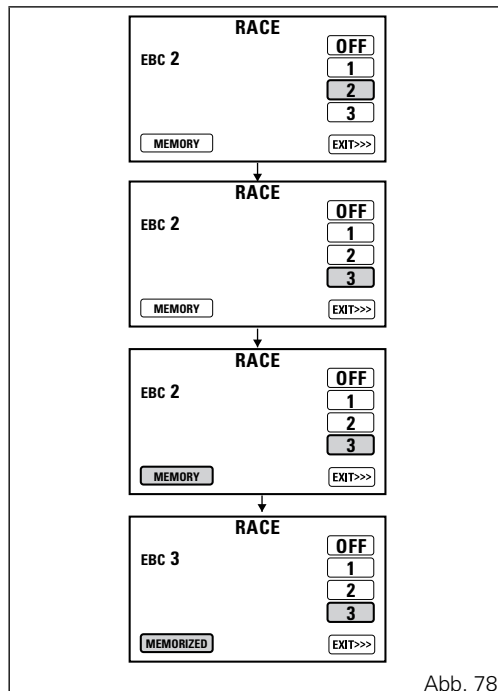 RACE
EBC 2
OFF
1
2
3
MEMORY
EXIT>>>
RACE
EBC 2
OFF
1
2
3
MEMORY
EXIT>>>
RACE
EBC 2
OFF
1
2
3
MEMORY
EXIT>>>
RACE
EBC 3
OFF
1
2
3
MEMORIZED
EXIT>>>
Abb. 78